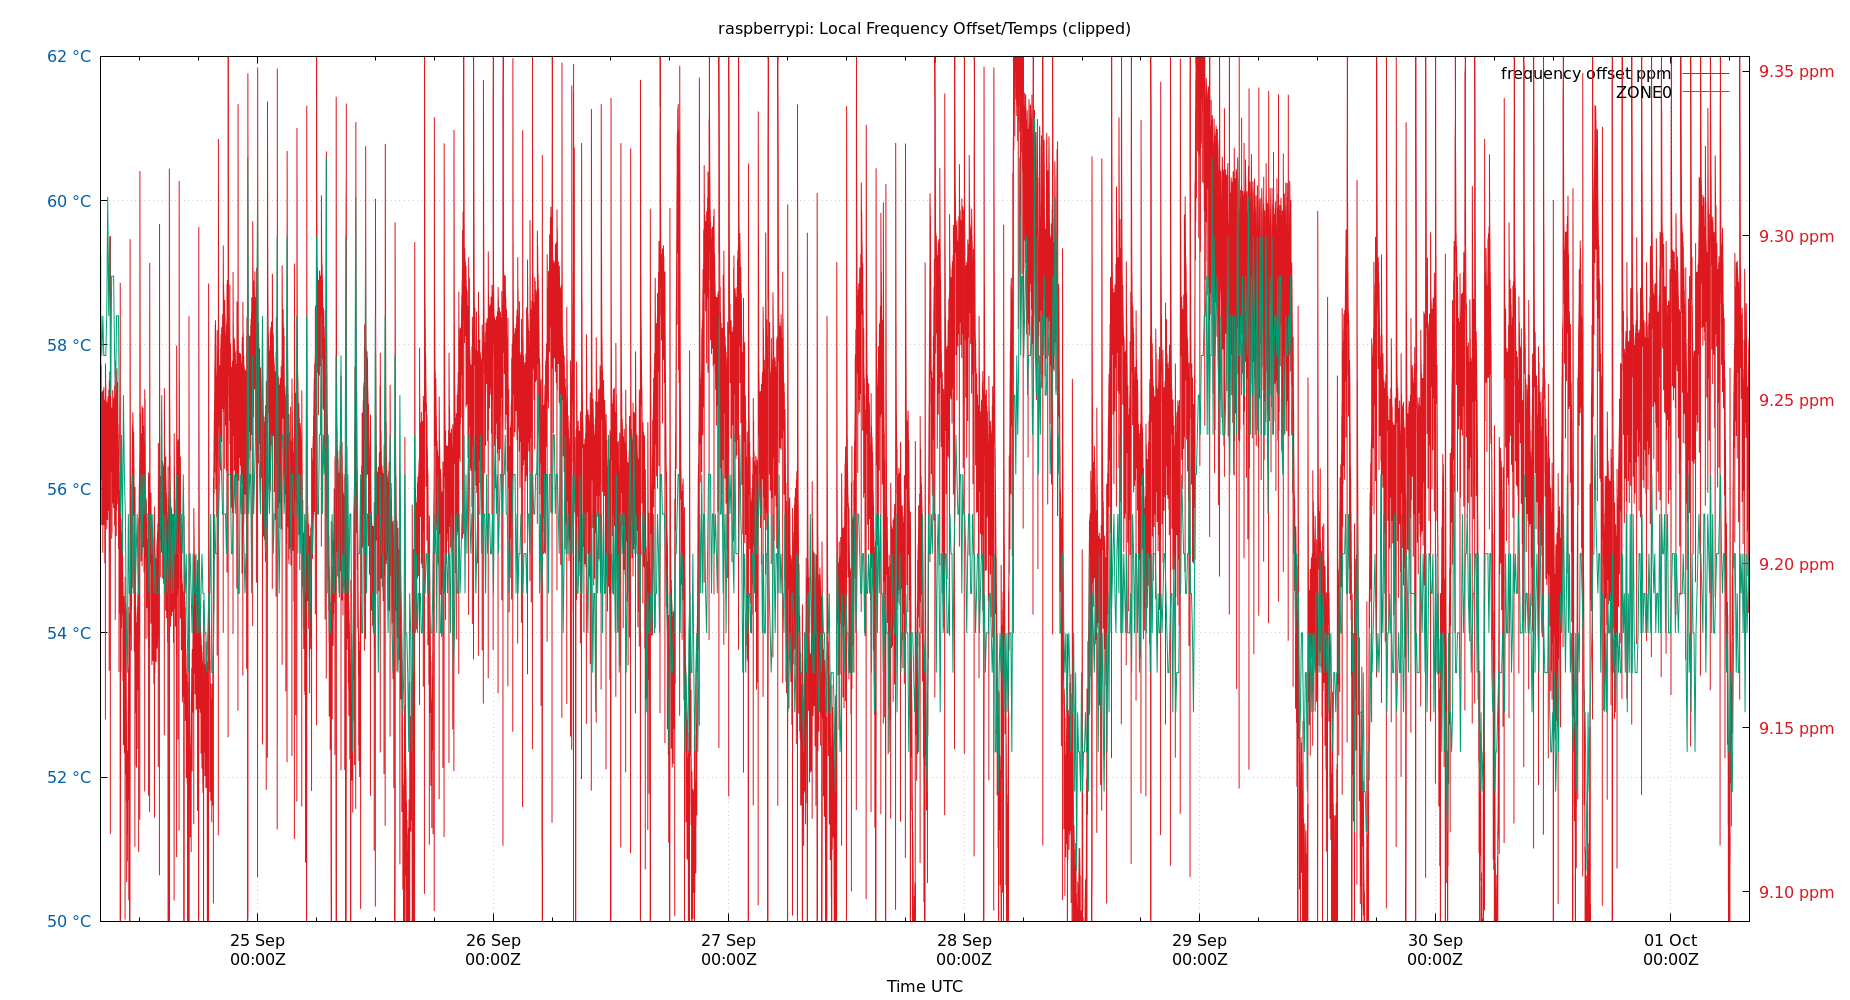 raspberrypi: Local Frequency Offset/Temps (clipped)
62 °C
60 °C
58 °C
56 °C
54 °C
52 °C
50 °C
frequency offset ppm
ZONE0
9.35 ppm
9.30 ppm
9.25 ppm
9.20 ppm
9.15 ppm
9.10 ppm
25 Sep 26 Sep 27 Sep 28 Sep 29 Sep 30 Sep 01 Oct
00:00Z 00:00Z 00:00Z 00:00Z 00:00Z 00:00Z 00:00Z
Time UTC